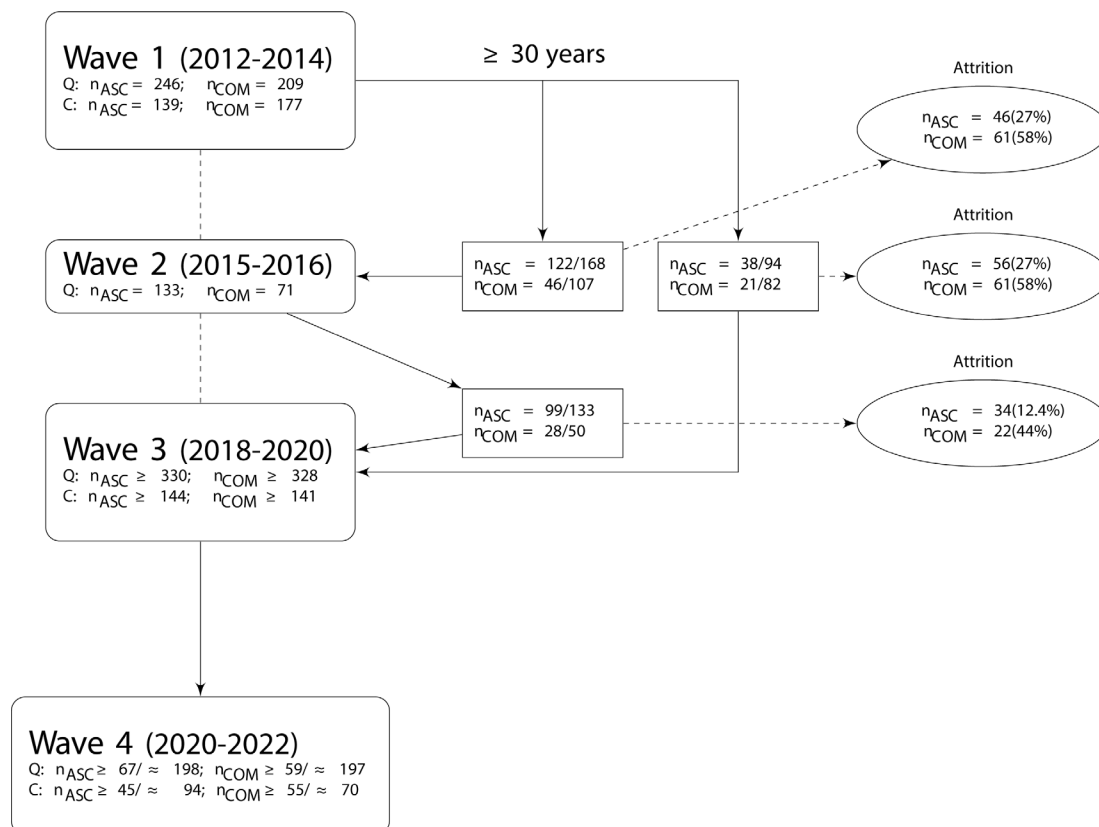 Wave 1 (2012-2014)
Q: nASC = 246; nCOM = 209
C: nASC = 139; nCOM = 177
≥ 30 years
Attrition
nASC = 46(27%)
nCOM = 61(58%)
Wave 2 (2015-2016)
Q: nASC = 133; nCOM = 71
nASC = 122/168
nCOM = 46/107
nASC = 38/94
nCOM = 21/82
Attrition
nASC = 56(27%)
nCOM = 61(58%)
nASC = 99/133
nCOM = 28/50
Attrition
nASC = 34(12.4%)
nCOM = 22(44%)
Wave 3 (2018-2020)
Q: nASC ≥ 330; nCOM ≥ 328
C: nASC ≥ 144; nCOM ≥ 141
Wave 4 (2020-2022)
Q: nASC ≥ 67/ ≈ 198; nCOM ≥ 59/ ≈ 197
C: nASC ≥ 45/ ≈ 94; nCOM ≥ 55/ ≈ 70